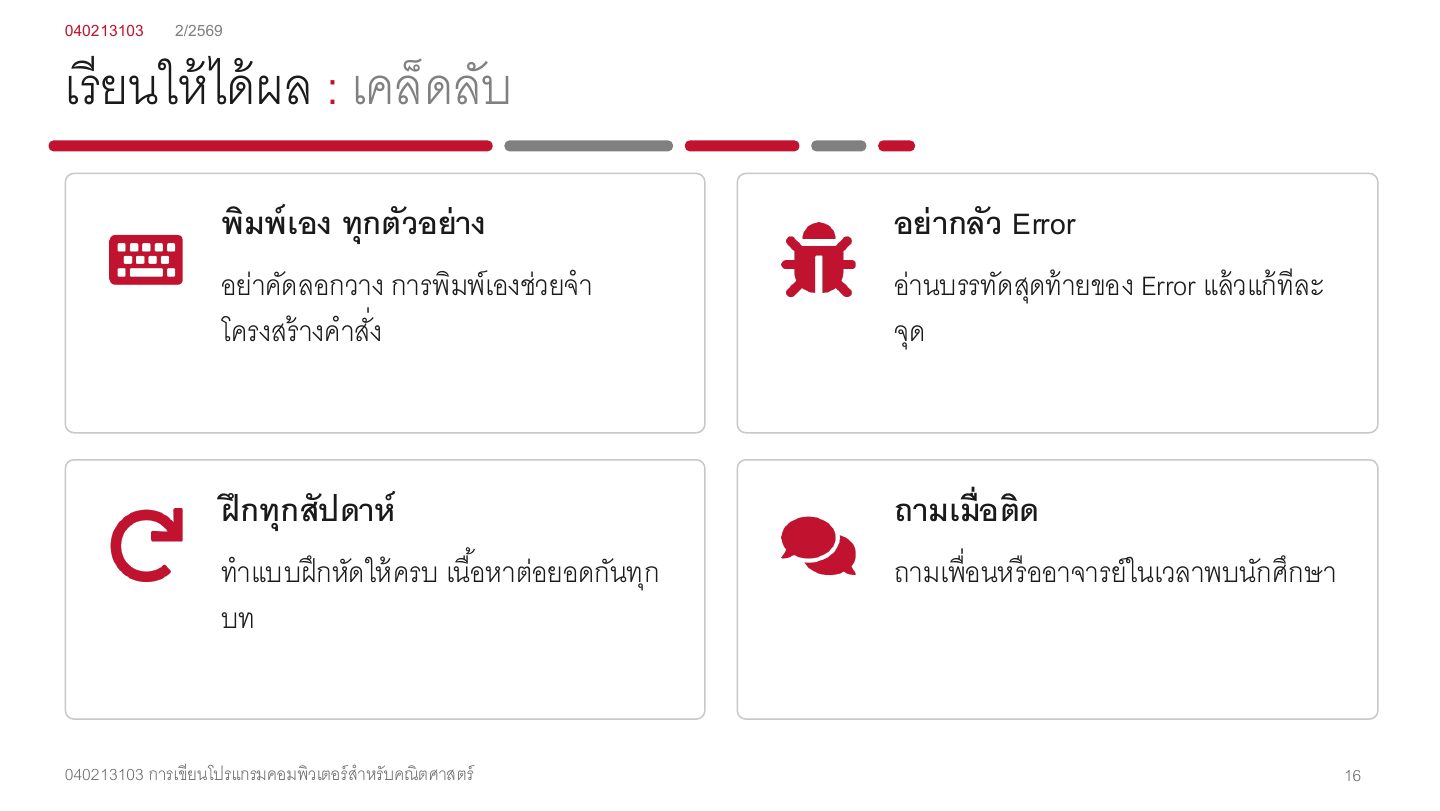 040213103 2/2569
เรียนให้ได้ผล : เคล็ดลับ
พิมพ์เอง ทุกตัวอย่าง
อย่าคัดลอกวาง การพิมพ์เองช่วยจำ
โครงสร้างคำสั่ง
อย่ากลัว Error
อ่านบรรทัดสุดท้ายของ Error แล้วแก้ทีละ
จุด
ฝึกทุกสัปดาห์
ทำแบบฝึกหัดให้ครบ เนื้อหาต่อยอดกันทุก
บท
ถามเมื่อติด
ถามเพื่อนหรืออาจารย์ในเวลาพบนักศึกษา
040213103 การเขียนโปรแกรมคอมพิวเตอร์สำหรับคณิตศาสตร์ 16